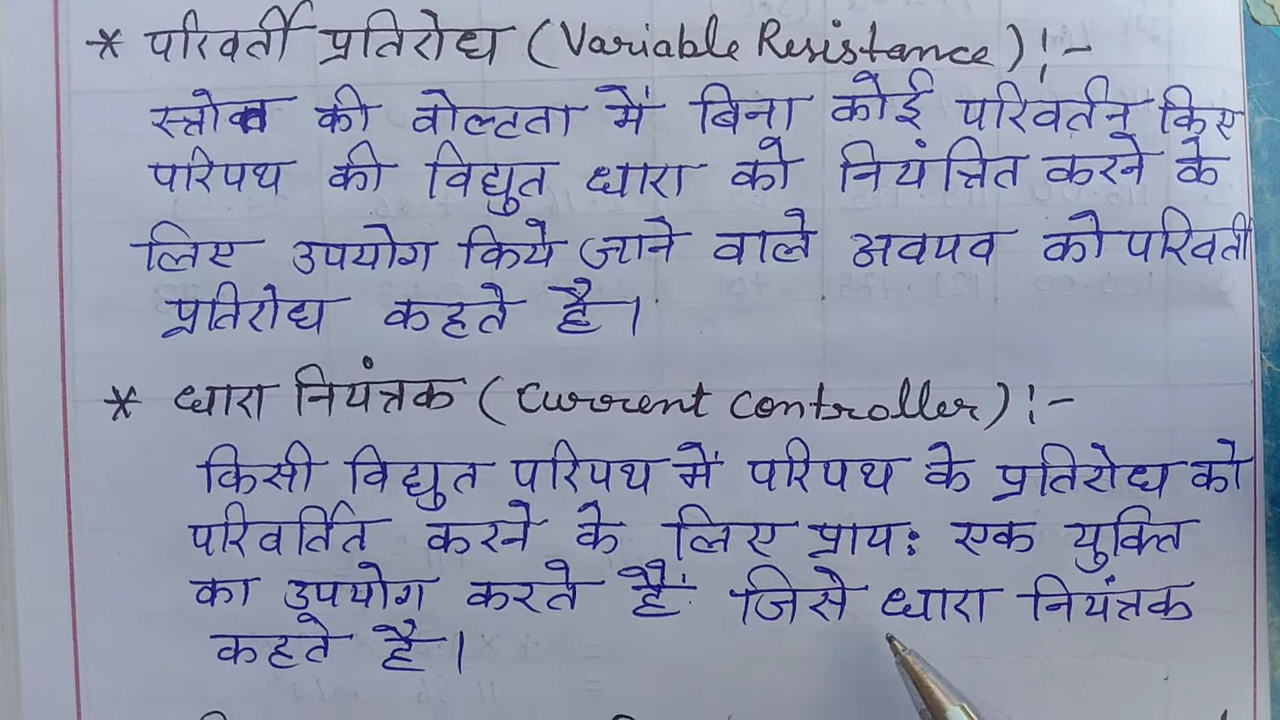 * परिवर्ती प्रतिरोध (Variable Resistance) :-
स्त्रोत की वोल्टता में बिना कोई परिवर्तन किए
परिपथ की विद्युत धारा को नियंत्रित करने के
लिए उपयोग किये जाने वाले अवयव को परिवर्ती
प्रतिरोध कहते है।
* धारा नियंत्रक (Current controller) :-
किसी विद्युत परिपथ में परिपथ के प्रतिरोध को
परिवर्तित करने के लिए प्राय: एक युक्ति
का उपयोग करते हैं जिसे धारा नियंत्रक
कहते है।